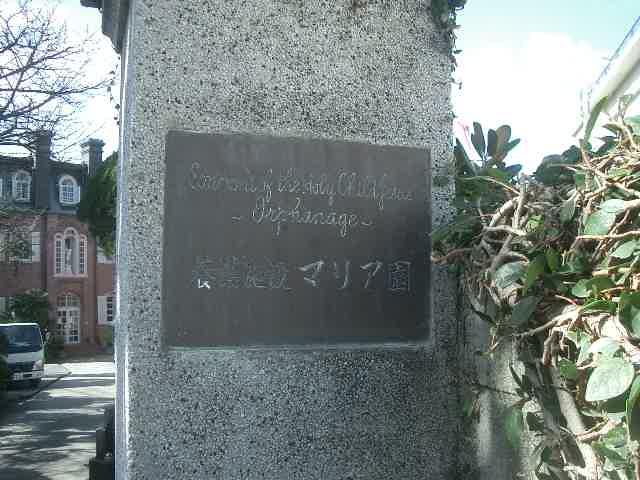 Convent of the Holy Child Jesus
~ Orphanage ~
養護施設 マリア園